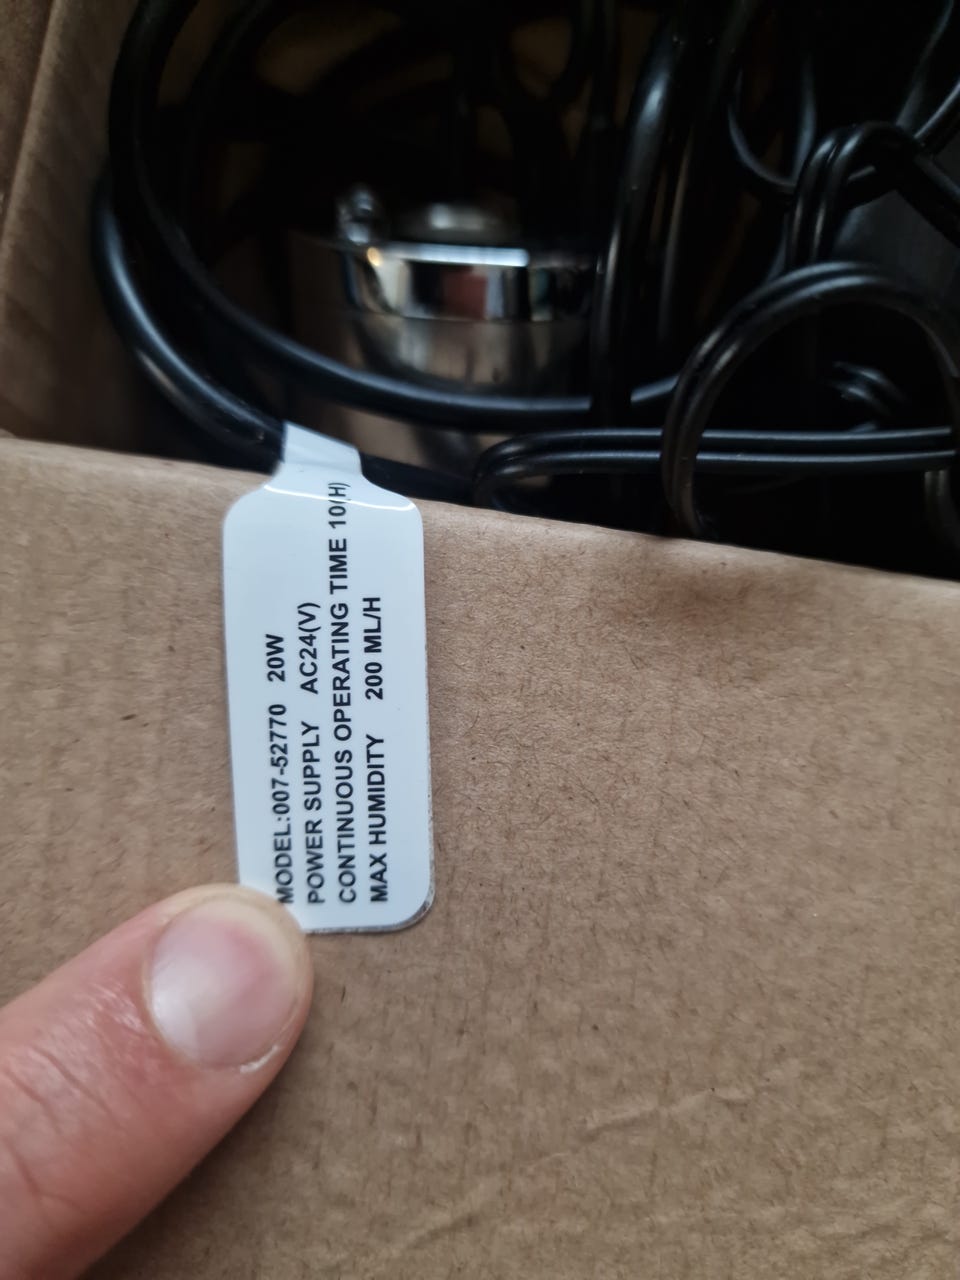 MODEL:007-52770 20W
POWER SUPPLY AC24(V)
CONTINUOUS OPERATING TIME 10(H)
MAX HUMIDITY 200 ML/H